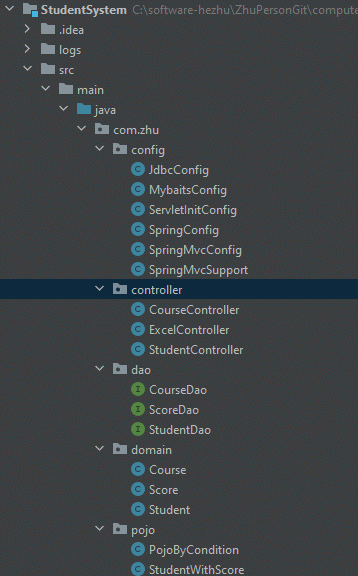 StudentSystem C:\software-hezhu\ZhuPersonGit\compute
.idea
logs
src
main
java
com.zhu
config
JdbcConfig
MybaitsConfig
ServletInitConfig
SpringConfig
SpringMvcConfig
SpringMvcSupport
controller
CourseController
ExcelController
StudentController
dao
CourseDao
ScoreDao
StudentDao
domain
Course
Score
Student
pojo
PojoByCondition
StudentWithScore